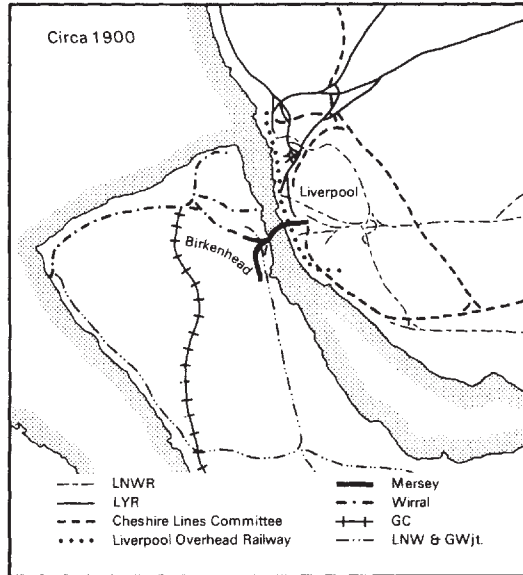 Circa 1900
Liverpool
Birkenhead
LNWR
LYR
Cheshire Lines Committee
Liverpool Overhead Railway
Mersey
Wirral
GC
LNW & GWjt.